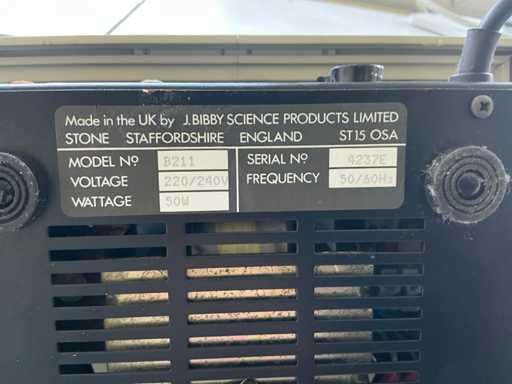 Made in the UK by J.BIBBY SCIENCE PRODUCTS LIMITED
STONE STAFFORDSHIRE ENGLAND ST15 OSA
MODEL Nº B211 SERIAL Nº 4237E
VOLTAGE 220/240V FREQUENCY 50/60Hz
WATTAGE 50W